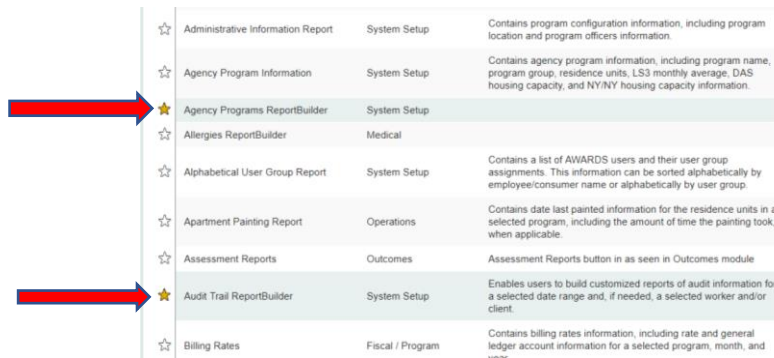 Administrative Information Report System Setup Contains program configuration information, including program
location and program officers information.
Agency Program Information System Setup Contains agency program information, including program name,
program group, residence units, LS3 monthly average, DAS
housing capacity, and NY/NY housing capacity information.
Agency Programs ReportBuilder System Setup
Allergies ReportBuilder Medical
Alphabetical User Group Report System Setup Contains a list of AWARDS users and their user group
assignments. This information can be sorted alphabetically by
employee/consumer name or alphabetically by user group.
Apartment Painting Report Operations Contains date last painted information for the residence units in a
selected program, including the amount of time the painting took,
when applicable.
Assessment Reports Outcomes Assessment Reports button in as seen in Outcomes module
Audit Trail ReportBuilder System Setup Enables users to build customized reports of audit information for
a selected date range and, if needed, a selected worker and/or
client.
Billing Rates Fiscal / Program Contains billing rates information, including rate and general
ledger account information for a selected program, month, and
year.